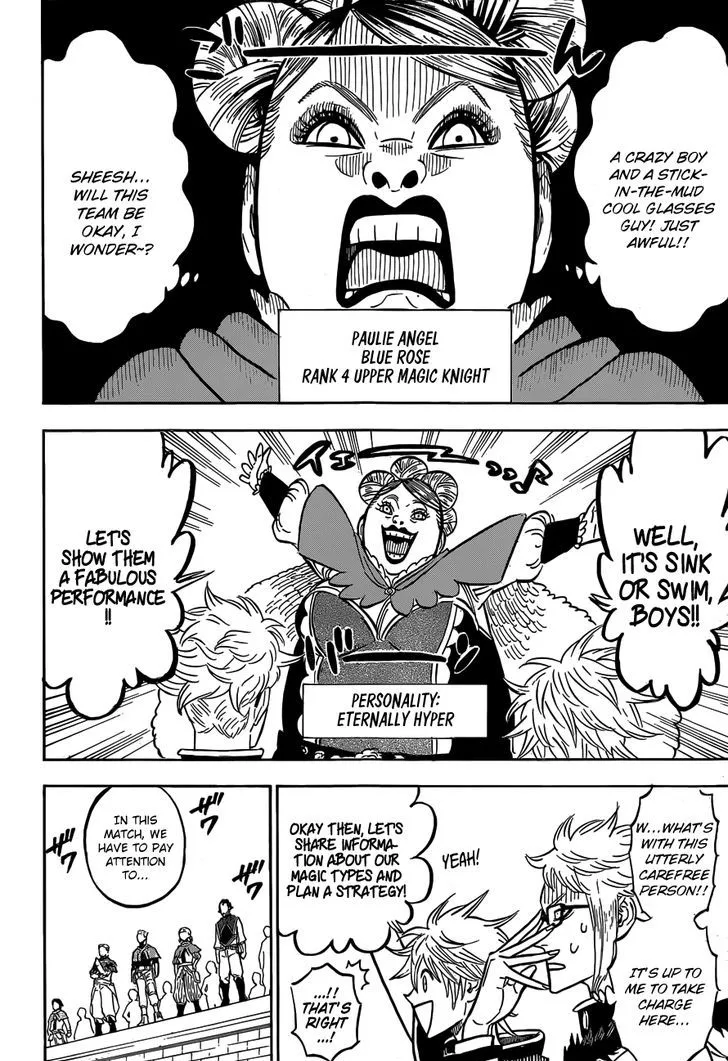 A CRAZY BOY
AND A STICK-
IN-THE-MUD
COOL GLASSES
GUY! JUST
AWFUL!!
SHEESH...
WILL THIS
TEAM BE
OKAY, I
WONDER~?
PAULIE ANGEL
BLUE ROSE
RANK 4 UPPER MAGIC KNIGHT
WELL,
IT'S SINK
OR SWIM,
BOYS!!
LET'S
SHOW THEM
A FABULOUS
PERFORMANCE
!!
PERSONALITY:
ETERNALLY HYPER
W...WHAT'S
WITH THIS
UTTERLY
CAREFREE
PERSON!!
IT'S UP TO
ME TO TAKE
CHARGE
HERE...
OKAY THEN, LET'S
SHARE INFORMA-
TION ABOUT OUR
MAGIC TYPES AND
PLAN A STRATEGY!
YEAH!
...!!
THAT'S
RIGHT
...!
IN THIS
MATCH, WE
HAVE TO PAY
ATTENTION
TO...